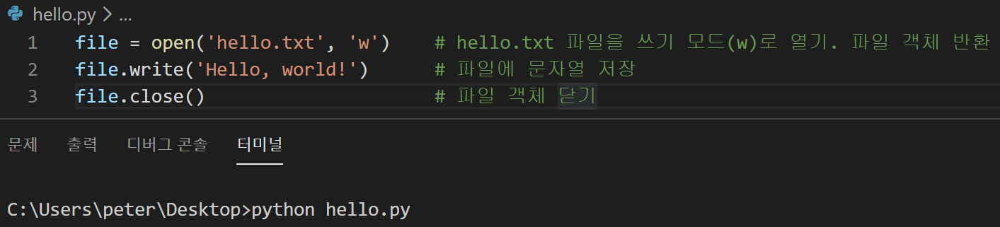 hello.py > ...
1 file = open('hello.txt', 'w')    # hello.txt 파일을 쓰기 모드(w)로 열기. 파일 객체 반환
2 file.write('Hello, world!')      # 파일에 문자열 저장
3 file.close()                     # 파일 객체 닫기
문제 출력 디버그 콘솔 터미널
C:\Users\peter\Desktop>python hello.py